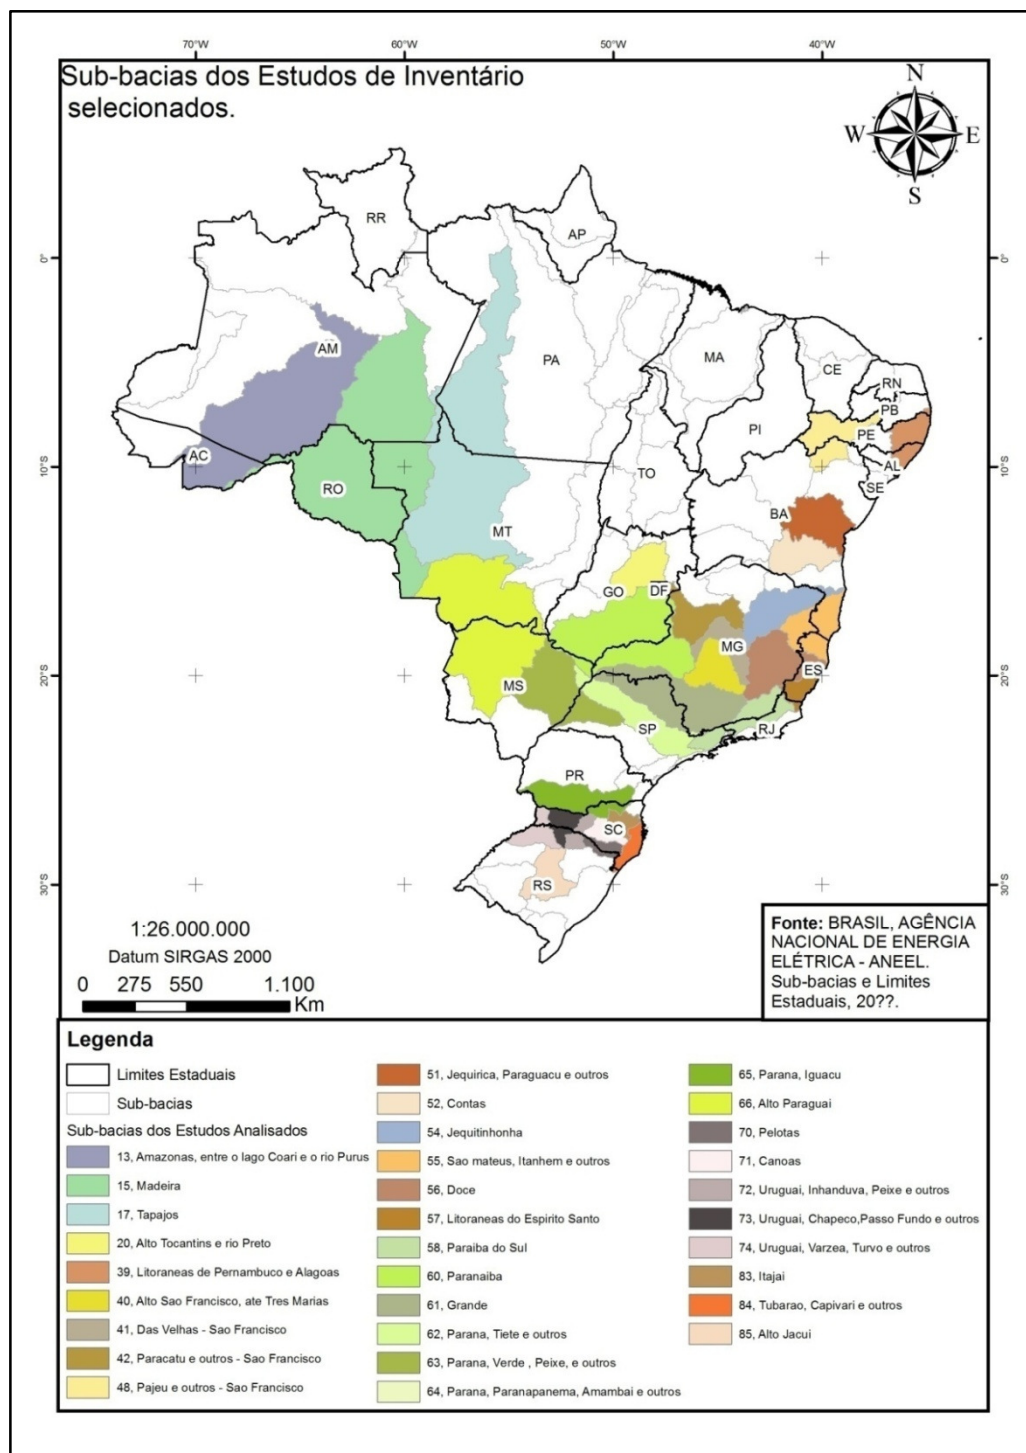 70°W 60°W 50°W 40°W
Sub-bacias dos Estudos de Inventário
selecionados.
N
W E
S
RR
AP
0° 0°
AM
PA
MA
CE
RN
PB
PI
PE
AC
TO
AL
10°S 10°S
SE
RO
BA
MT
GO
DF
MG
ES
20°S 20°S
MS
SP
RJ
PR
SC
RS
30°S 30°S
1:26.000.000
Datum SIRGAS 2000
0 275 550 1.100
Km
Fonte: BRASIL, AGÊNCIA
NACIONAL DE ENERGIA
ELÉTRICA - ANEEL.
Sub-bacias e Limites
Estaduais, 20??.
Legenda
Limites Estaduais
Sub-bacias
Sub-bacias dos Estudos Analisados
13, Amazonas, entre o lago Coari e o rio Purus
15, Madeira
17, Tapajos
20, Alto Tocantins e rio Preto
39, Litoraneas de Pernambuco e Alagoas
40, Alto Sao Francisco, ate Tres Marias
41, Das Velhas - Sao Francisco
42, Paracatu e outros - Sao Francisco
48, Pajeu e outros - Sao Francisco
51, Jequirica, Paraguacu e outros
52, Contas
54, Jequitinhonha
55, Sao mateus, Itanhem e outros
56, Doce
57, Litoraneas do Espirito Santo
58, Paraiba do Sul
60, Paranaiba
61, Grande
62, Parana, Tiete e outros
63, Parana, Verde , Peixe, e outros
64, Parana, Paranapanema, Amambai e outros
65, Parana, Iguacu
66, Alto Paraguai
70, Pelotas
71, Canoas
72, Uruguai, Inhanduva, Peixe e outros
73, Uruguai, Chapeco,Passo Fundo e outros
74, Uruguai, Varzea, Turvo e outros
83, Itajai
84, Tubarao, Capivari e outros
85, Alto Jacui